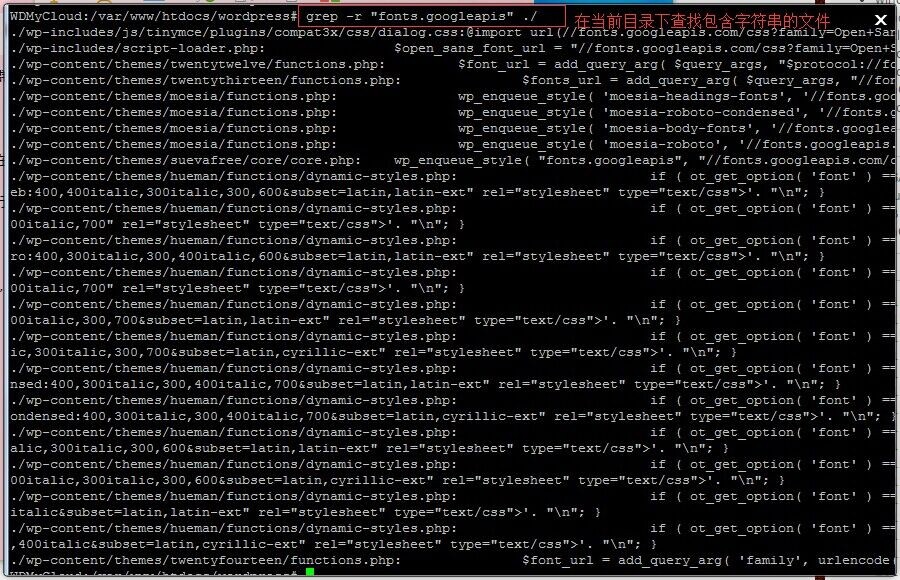 WDMyCloud:/var/www/htdocs/wordpress# grep -r "fonts.googleapis" ./ 在当前目录下查找包含字符串的文件
./wp-includes/js/tinymce/plugins/compat3x/css/dialog.css:@import url(//fonts.googleapis.com/css?family=Open+San
./wp-includes/script-loader.php: $open_sans_font_url = "//fonts.googleapis.com/css?family=Open+S
./wp-content/themes/twentytwelve/functions.php: $font_url = add_query_arg( $query_args, "$protocol://fo
./wp-content/themes/twentythirteen/functions.php: $fonts_url = add_query_arg( $query_args, "//fon
./wp-content/themes/moesia/functions.php: wp_enqueue_style( 'moesia-headings-fonts', '//fonts.goo
./wp-content/themes/moesia/functions.php: wp_enqueue_style( 'moesia-roboto-condensed', '//fonts.g
./wp-content/themes/moesia/functions.php: wp_enqueue_style( 'moesia-body-fonts', '//fonts.googlea
./wp-content/themes/moesia/functions.php: wp_enqueue_style( 'moesia-roboto', '//fonts.googleapis.
./wp-content/themes/suevafree/core/core.php: wp_enqueue_style( "fonts.googleapis", "//fonts.googleapis.com/c
./wp-content/themes/hueman/functions/dynamic-styles.php: if ( ot_get_option( 'font' ) ==
eb:400,400italic,300italic,300,600&subset=latin,latin-ext" rel="stylesheet" type="text/css">'. "\n"; }
./wp-content/themes/hueman/functions/dynamic-styles.php: if ( ot_get_option( 'font' ) ==
00italic,700" rel="stylesheet" type="text/css">'. "\n"; }
./wp-content/themes/hueman/functions/dynamic-styles.php: if ( ot_get_option( 'font' ) ==
ro:400,300italic,300,400italic,600&subset=latin,latin-ext" rel="stylesheet" type="text/css">'. "\n"; }
./wp-content/themes/hueman/functions/dynamic-styles.php: if ( ot_get_option( 'font' ) ==
00italic,700" rel="stylesheet" type="text/css">'. "\n"; }
./wp-content/themes/hueman/functions/dynamic-styles.php: if ( ot_get_option( 'font' ) ==
00italic,300,700&subset=latin,latin-ext" rel="stylesheet" type="text/css">'. "\n"; }
./wp-content/themes/hueman/functions/dynamic-styles.php: if ( ot_get_option( 'font' ) ==
ic,300italic,300,700&subset=latin,cyrillic-ext" rel="stylesheet" type="text/css">'. "\n"; }
./wp-content/themes/hueman/functions/dynamic-styles.php: if ( ot_get_option( 'font' ) ==
nsed:400,300italic,300,400italic,700&subset=latin,latin-ext" rel="stylesheet" type="text/css">'. "\n"; }
./wp-content/themes/hueman/functions/dynamic-styles.php: if ( ot_get_option( 'font' ) ==
ondensed:400,300italic,300,400italic,700&subset=latin,cyrillic-ext" rel="stylesheet" type="text/css">'. "\n"; }
./wp-content/themes/hueman/functions/dynamic-styles.php: if ( ot_get_option( 'font' ) ==
alic,300italic,300,600&subset=latin,latin-ext" rel="stylesheet" type="text/css">'. "\n"; }
./wp-content/themes/hueman/functions/dynamic-styles.php: if ( ot_get_option( 'font' ) ==
00italic,300italic,300,600&subset=latin,cyrillic-ext" rel="stylesheet" type="text/css">'. "\n"; }
./wp-content/themes/hueman/functions/dynamic-styles.php: if ( ot_get_option( 'font' ) ==
italic&subset=latin,latin-ext" rel="stylesheet" type="text/css">'. "\n"; }
./wp-content/themes/hueman/functions/dynamic-styles.php: if ( ot_get_option( 'font' ) ==
,400italic&subset=latin,cyrillic-ext" rel="stylesheet" type="text/css">'. "\n"; }
./wp-content/themes/twentyfourteen/functions.php: $font_url = add_query_arg( 'family', urlencode(
WDMyCloud:/var/www/htdocs/wordpress#